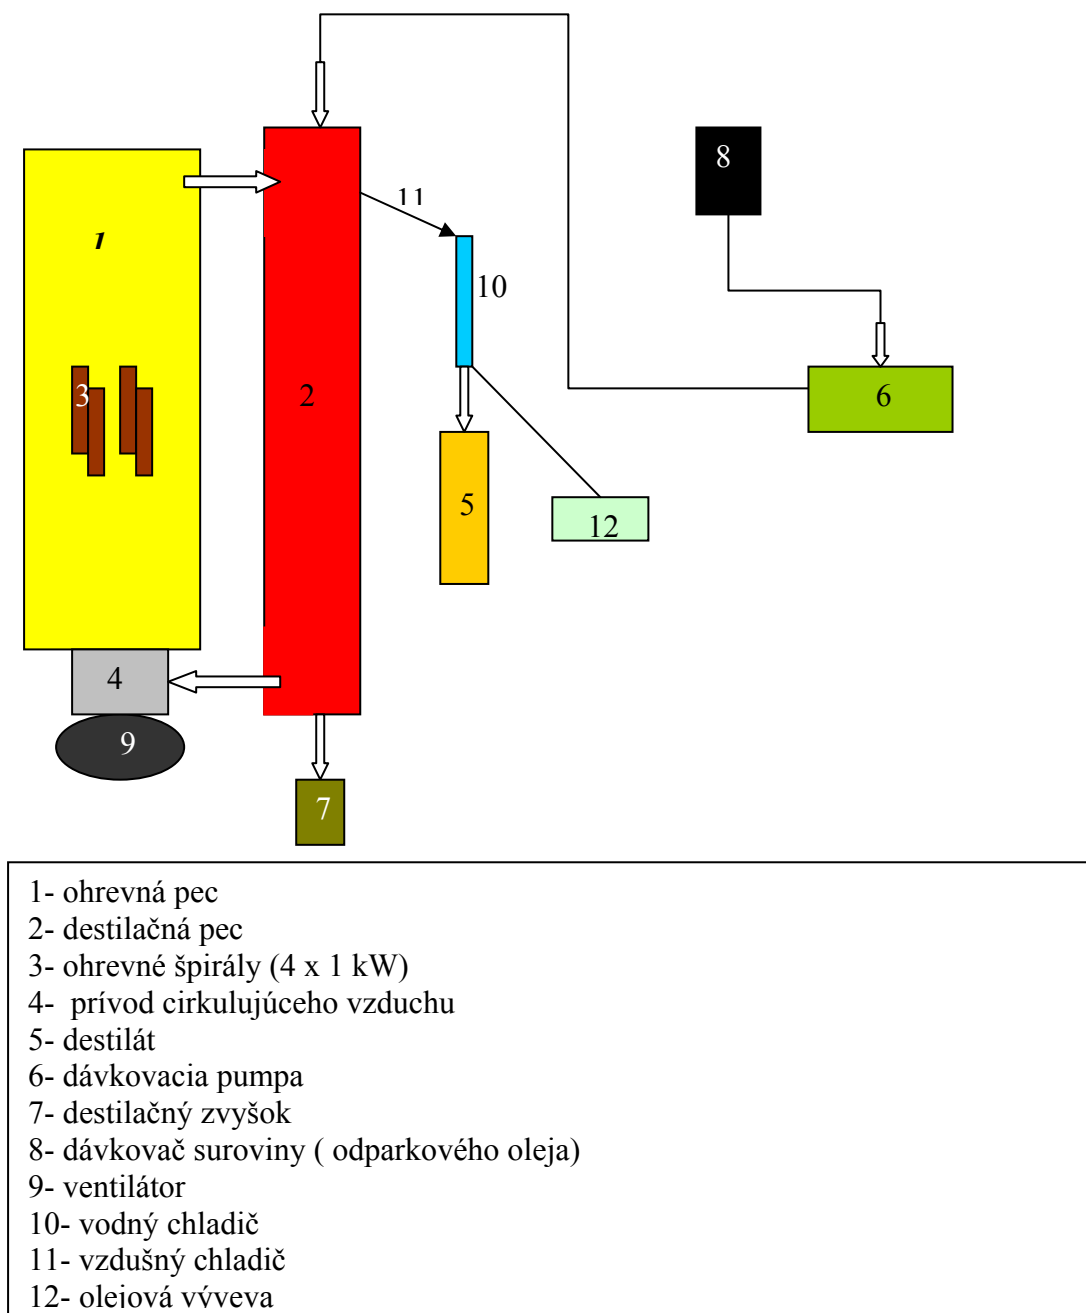 8
11
1
10
3
2
6
5
12
4
9
7
1- ohrevná pec
2- destilačná pec
3- ohrevné špirály (4 x 1 kW)
4- prívod cirkulujúceho vzduchu
5- destilát
6- dávkovacia pumpa
7- destilačný zvyšok
8- dávkovač suroviny ( odparkového oleja)
9- ventilátor
10- vodný chladič
11- vzdušný chladič
12- olejová výveva